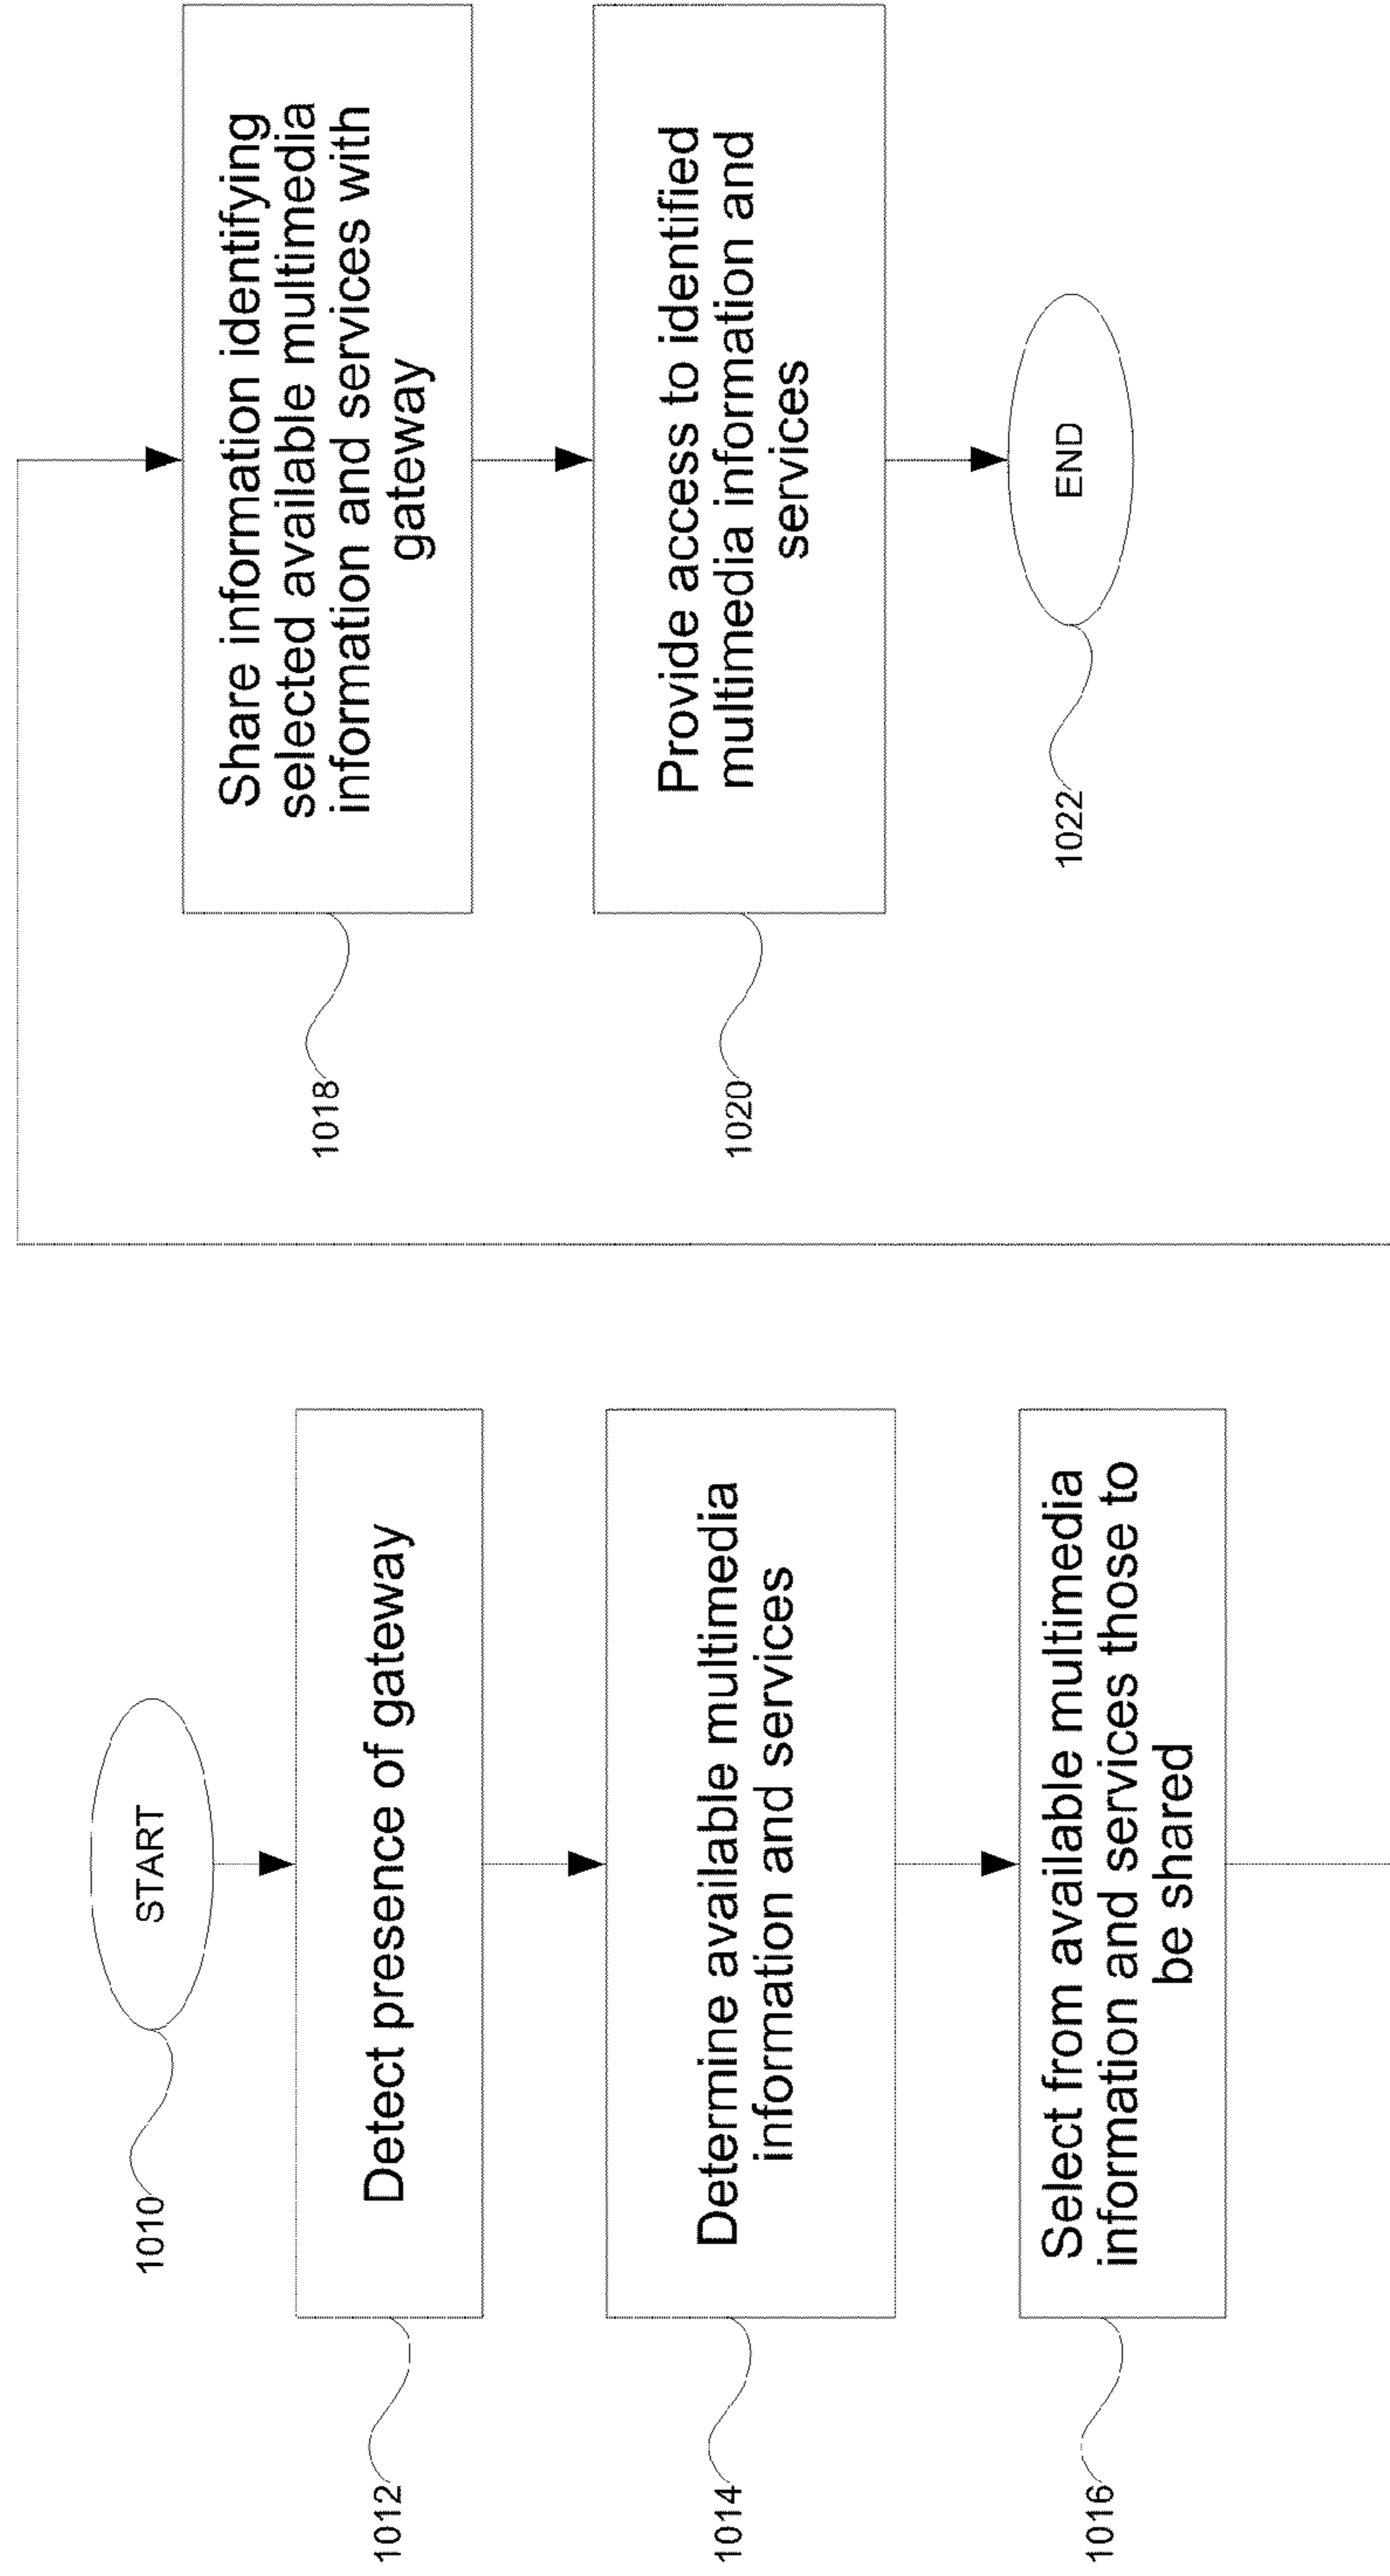 START
1010
Detect presence of gateway
1012
Determine available multimedia
information and services
1014
Select from available multimedia
information and services those to
be shared
1016
Share information identifying
selected available multimedia
information and services with
gateway
1018
Provide access to identified
multimedia information and
services
1020
END
1022